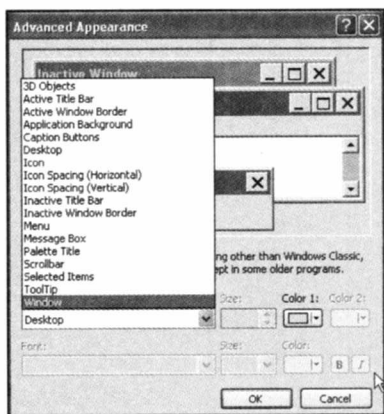 Advanced Appearance
Inactive Window
3D Objects
Active Title Bar
Active Window Border
Application Background
Caption Buttons
Desktop
Icon
Icon Spacing (Horizontal)
Icon Spacing (Vertical)
Inactive Title Bar
Inactive Window Border
Menu
Message Box
Palette Title
Scrollbar
Selected Items
ToolTip
Window
ng other than Windows Classic,
ept in some older programs.
Size: Color 1: Color 2:
Desktop
Font: Size: Color:
B I
OK Cancel